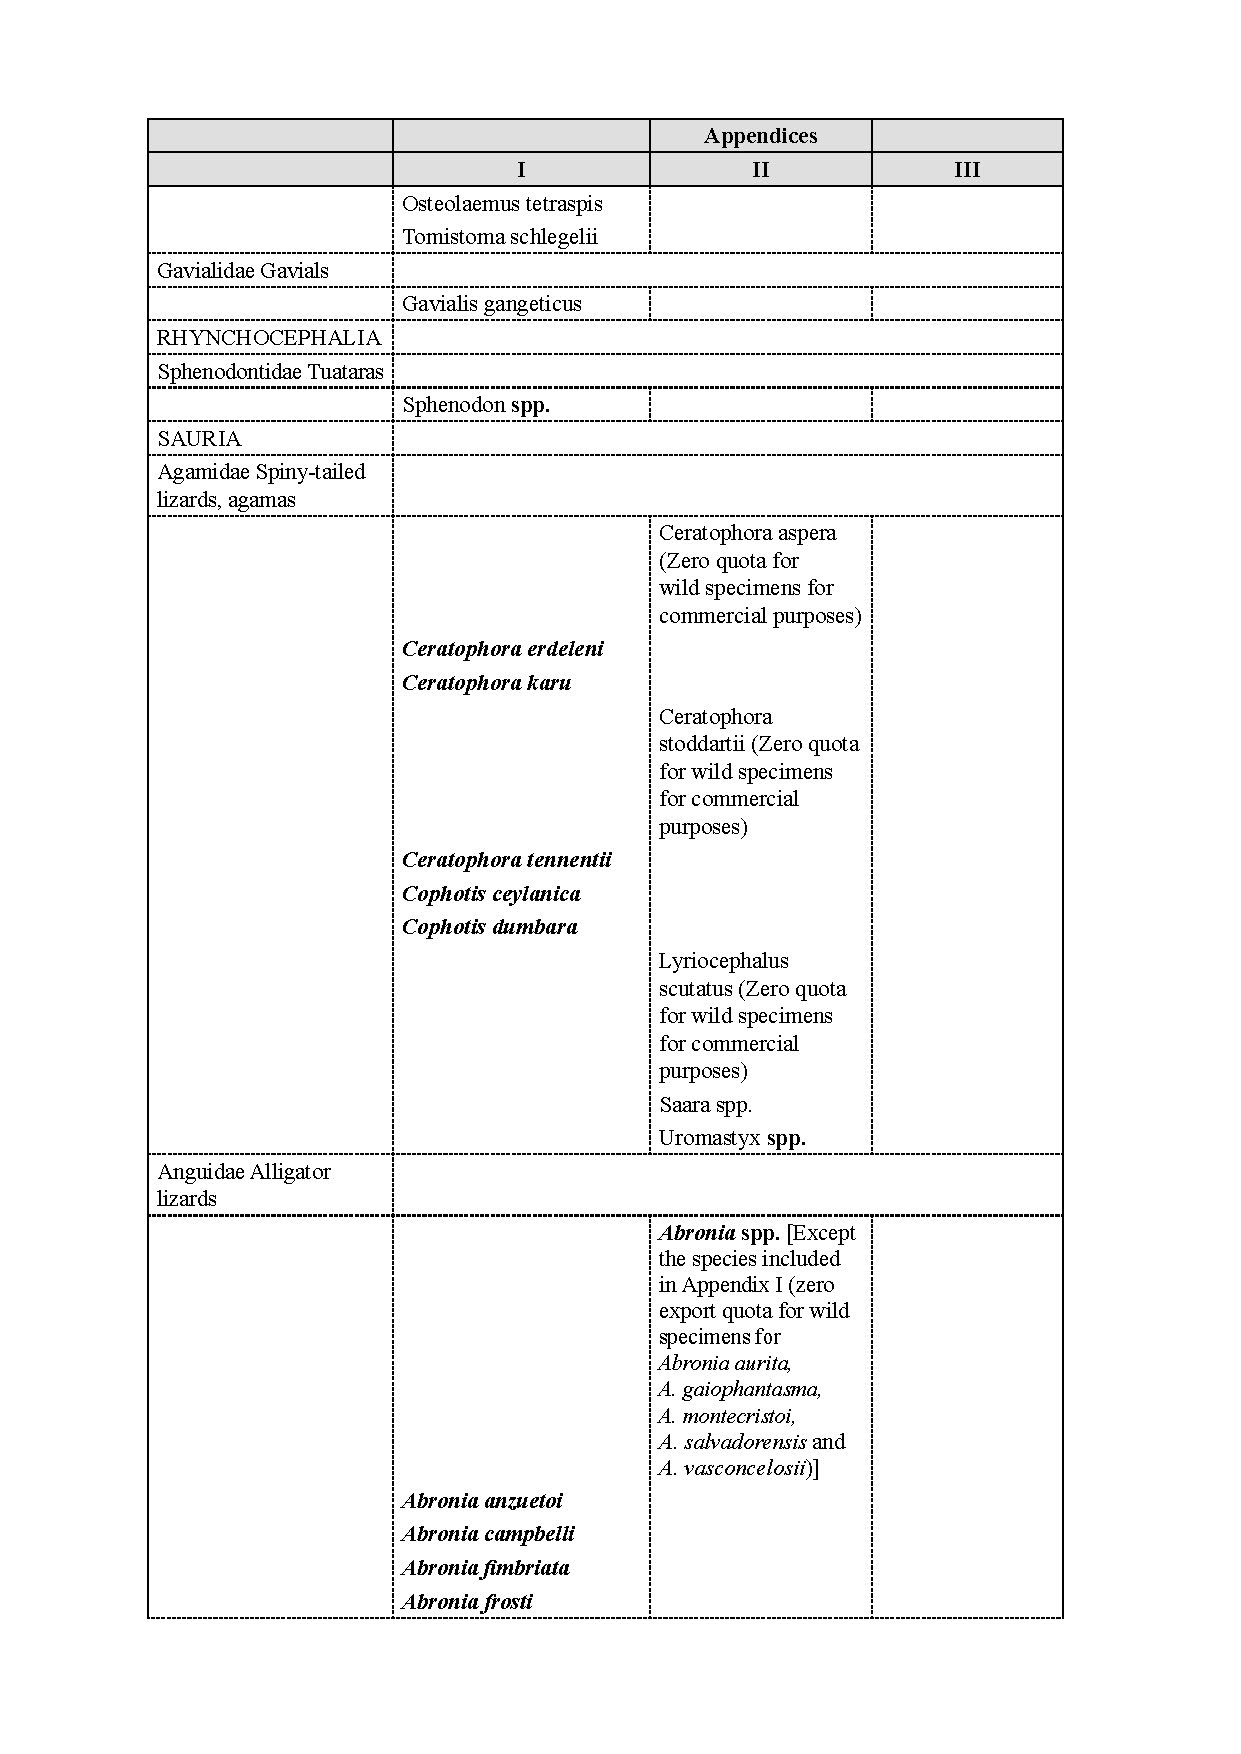 Appendices
I II III
Osteolaemus tetraspis
Tomistoma schlegelii
Gavialidae Gavials
Gavialis gangeticus
RHYNCHOCEPHALIA
Sphenodontidae Tuataras
Sphenodon spp.
SAURIA
Agamidae Spiny-tailed
lizards, agamas
Ceratophora aspera
(Zero quota for
wild specimens for
commercial purposes)
Ceratophora erdeleni
Ceratophora karu
Ceratophora
stoddartii (Zero quota
for wild specimens
for commercial
purposes)
Ceratophora tennentii
Cophotis ceylanica
Cophotis dumbara
Lyriocephalus
scutatus (Zero quota
for wild specimens
for commercial
purposes)
Saara spp.
Uromastyx spp.
Anguidae Alligator
lizards
Abronia spp. [Except
the species included
in Appendix I (zero
export quota for wild
specimens for
Abronia aurita,
A. gaiophantasma,
A. montecristoi,
A. salvadorensis and
A. vasconcelosii)]
Abronia anzuetoi
Abronia campbelli
Abronia fimbriata
Abronia frosti